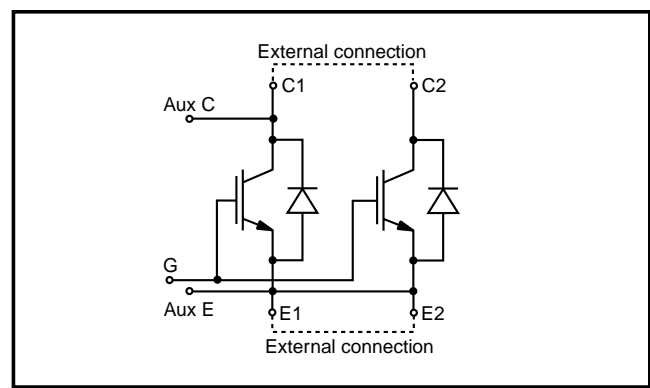 External connection
C1
C2
Aux C
G
Aux E
E1
E2
External connection